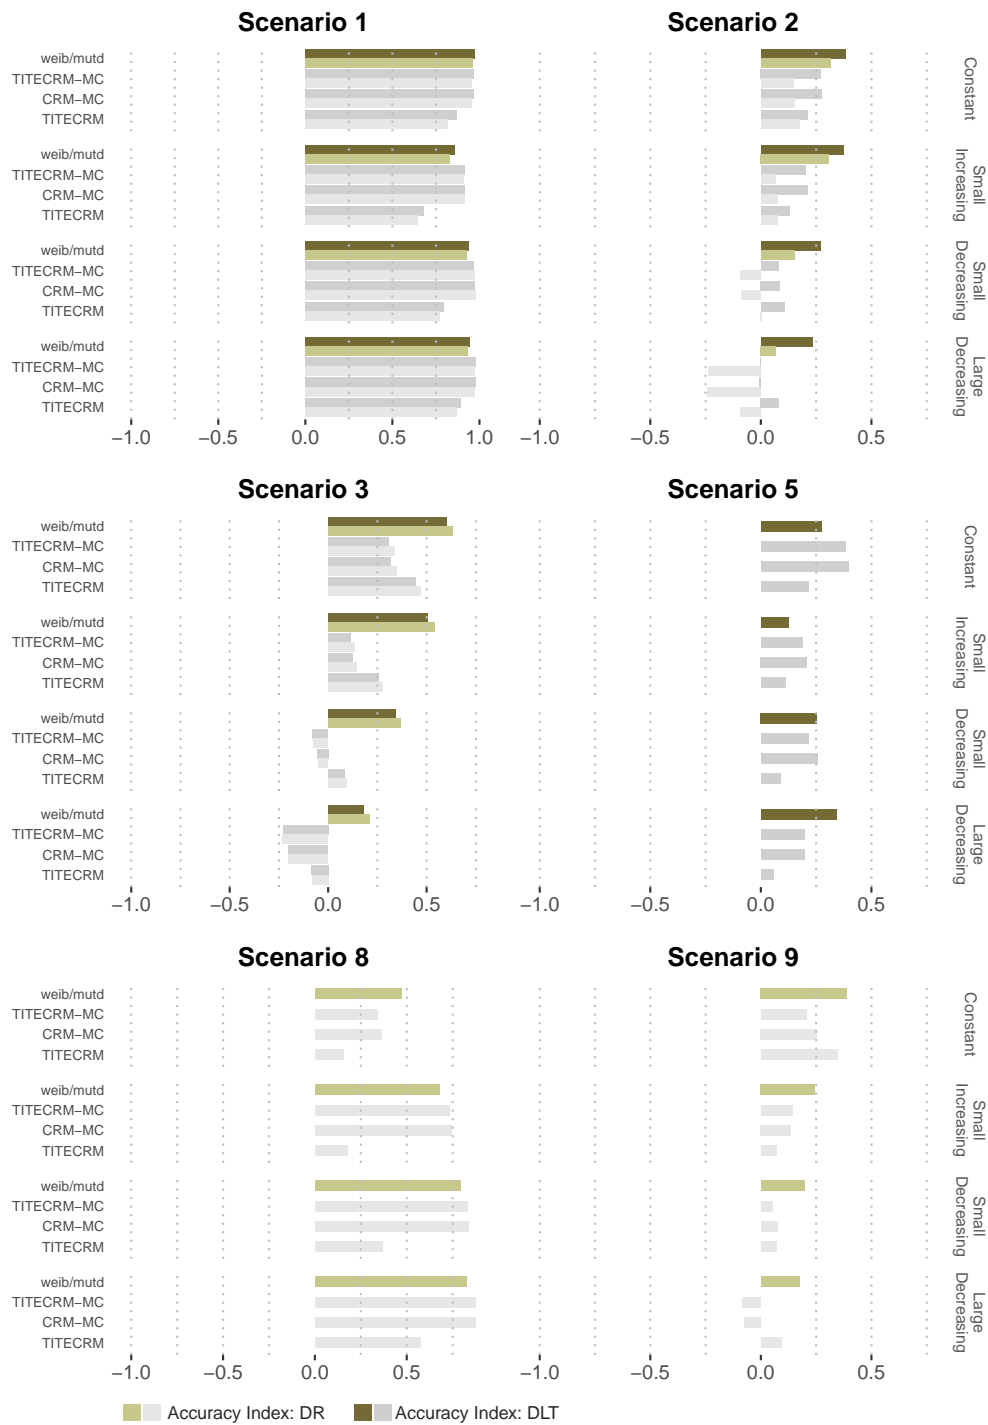 Scenario 1
Scenario 2
weib/mutd
TITECRM−MC
CRM−MC
TITECRM
Constant
weib/mutd
TITECRM−MC
CRM−MC
TITECRM
Small
Increasing
weib/mutd
TITECRM−MC
CRM−MC
TITECRM
Small
Decreasing
weib/mutd
TITECRM−MC
CRM−MC
TITECRM
Large
Decreasing
−1.0 −0.5 0.0 0.5 1.0 −1.0 −0.5 0.0 0.5
Scenario 3
Scenario 5
weib/mutd
TITECRM−MC
CRM−MC
TITECRM
Constant
weib/mutd
TITECRM−MC
CRM−MC
TITECRM
Small
Increasing
weib/mutd
TITECRM−MC
CRM−MC
TITECRM
Small
Decreasing
weib/mutd
TITECRM−MC
CRM−MC
TITECRM
Large
Decreasing
−1.0 −0.5 0.0 0.5 −1.0 −0.5 0.0 0.5
Scenario 8
Scenario 9
weib/mutd
TITECRM−MC
CRM−MC
TITECRM
Constant
weib/mutd
TITECRM−MC
CRM−MC
TITECRM
Small
Increasing
weib/mutd
TITECRM−MC
CRM−MC
TITECRM
Small
Decreasing
weib/mutd
TITECRM−MC
CRM−MC
TITECRM
Large
Decreasing
−1.0 −0.5 0.0 0.5 −1.0 −0.5 0.0 0.5
Accuracy Index: DR Accuracy Index: DLT